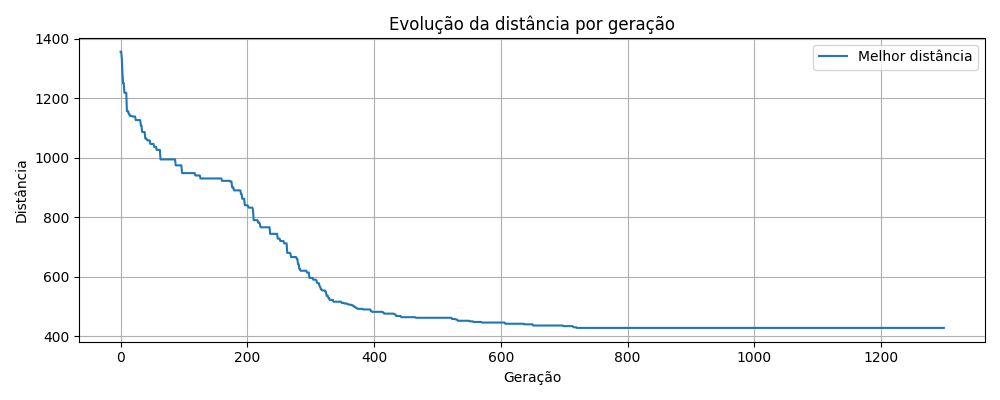 Evolução da distância por geração
Melhor distância
Distância
1400
1200
1000
800
600
400
0 200 400 600 800 1000 1200
Geração